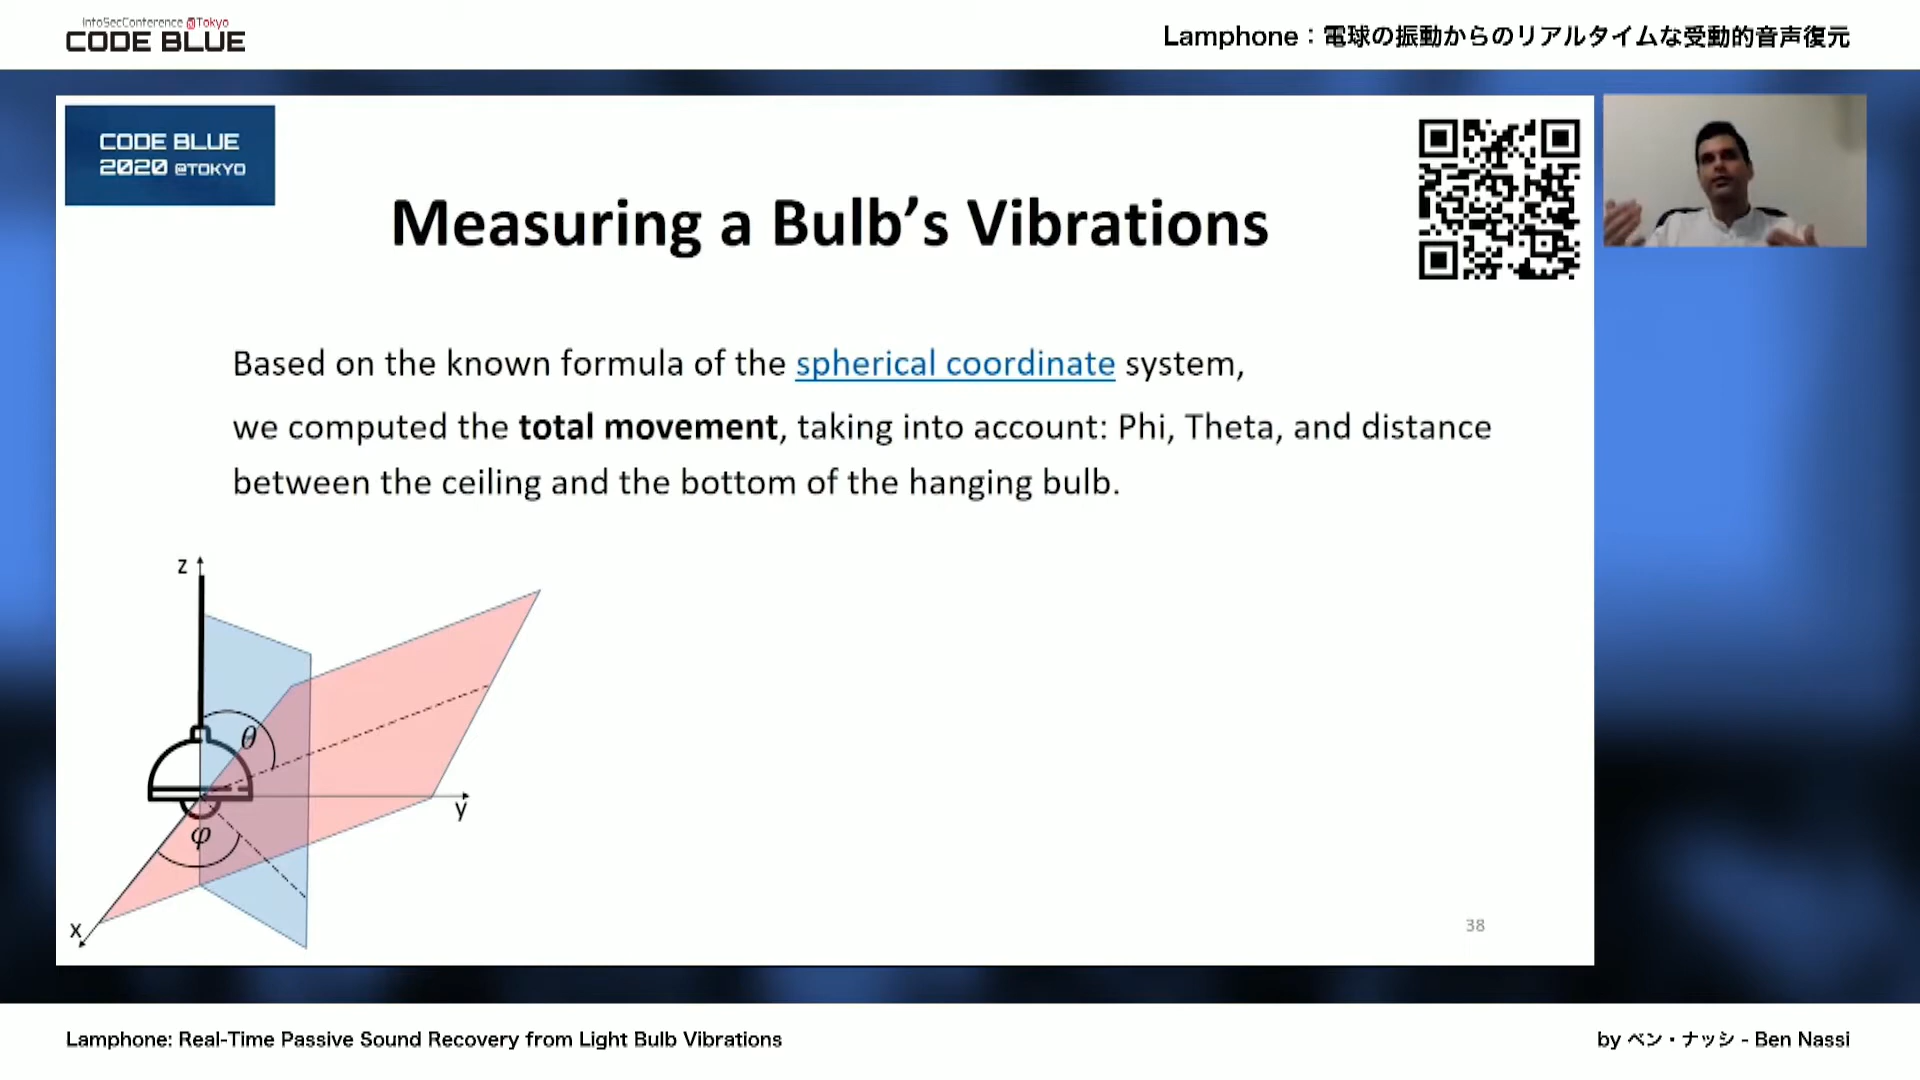 InfoSecConference @Tokyo
CODE BLUE
Lamphone：電球の振動からのリアルタイムな受動的音声復元
CODE BLUE
2020 @TOKYO
Measuring a Bulb’s Vibrations
Based on the known formula of the spherical coordinate system,
we computed the total movement, taking into account: Phi, Theta, and distance
between the ceiling and the bottom of the hanging bulb.
z
θ
y
φ
x
38
Lamphone: Real-Time Passive Sound Recovery from Light Bulb Vibrations
by ベン・ナッシ - Ben Nassi